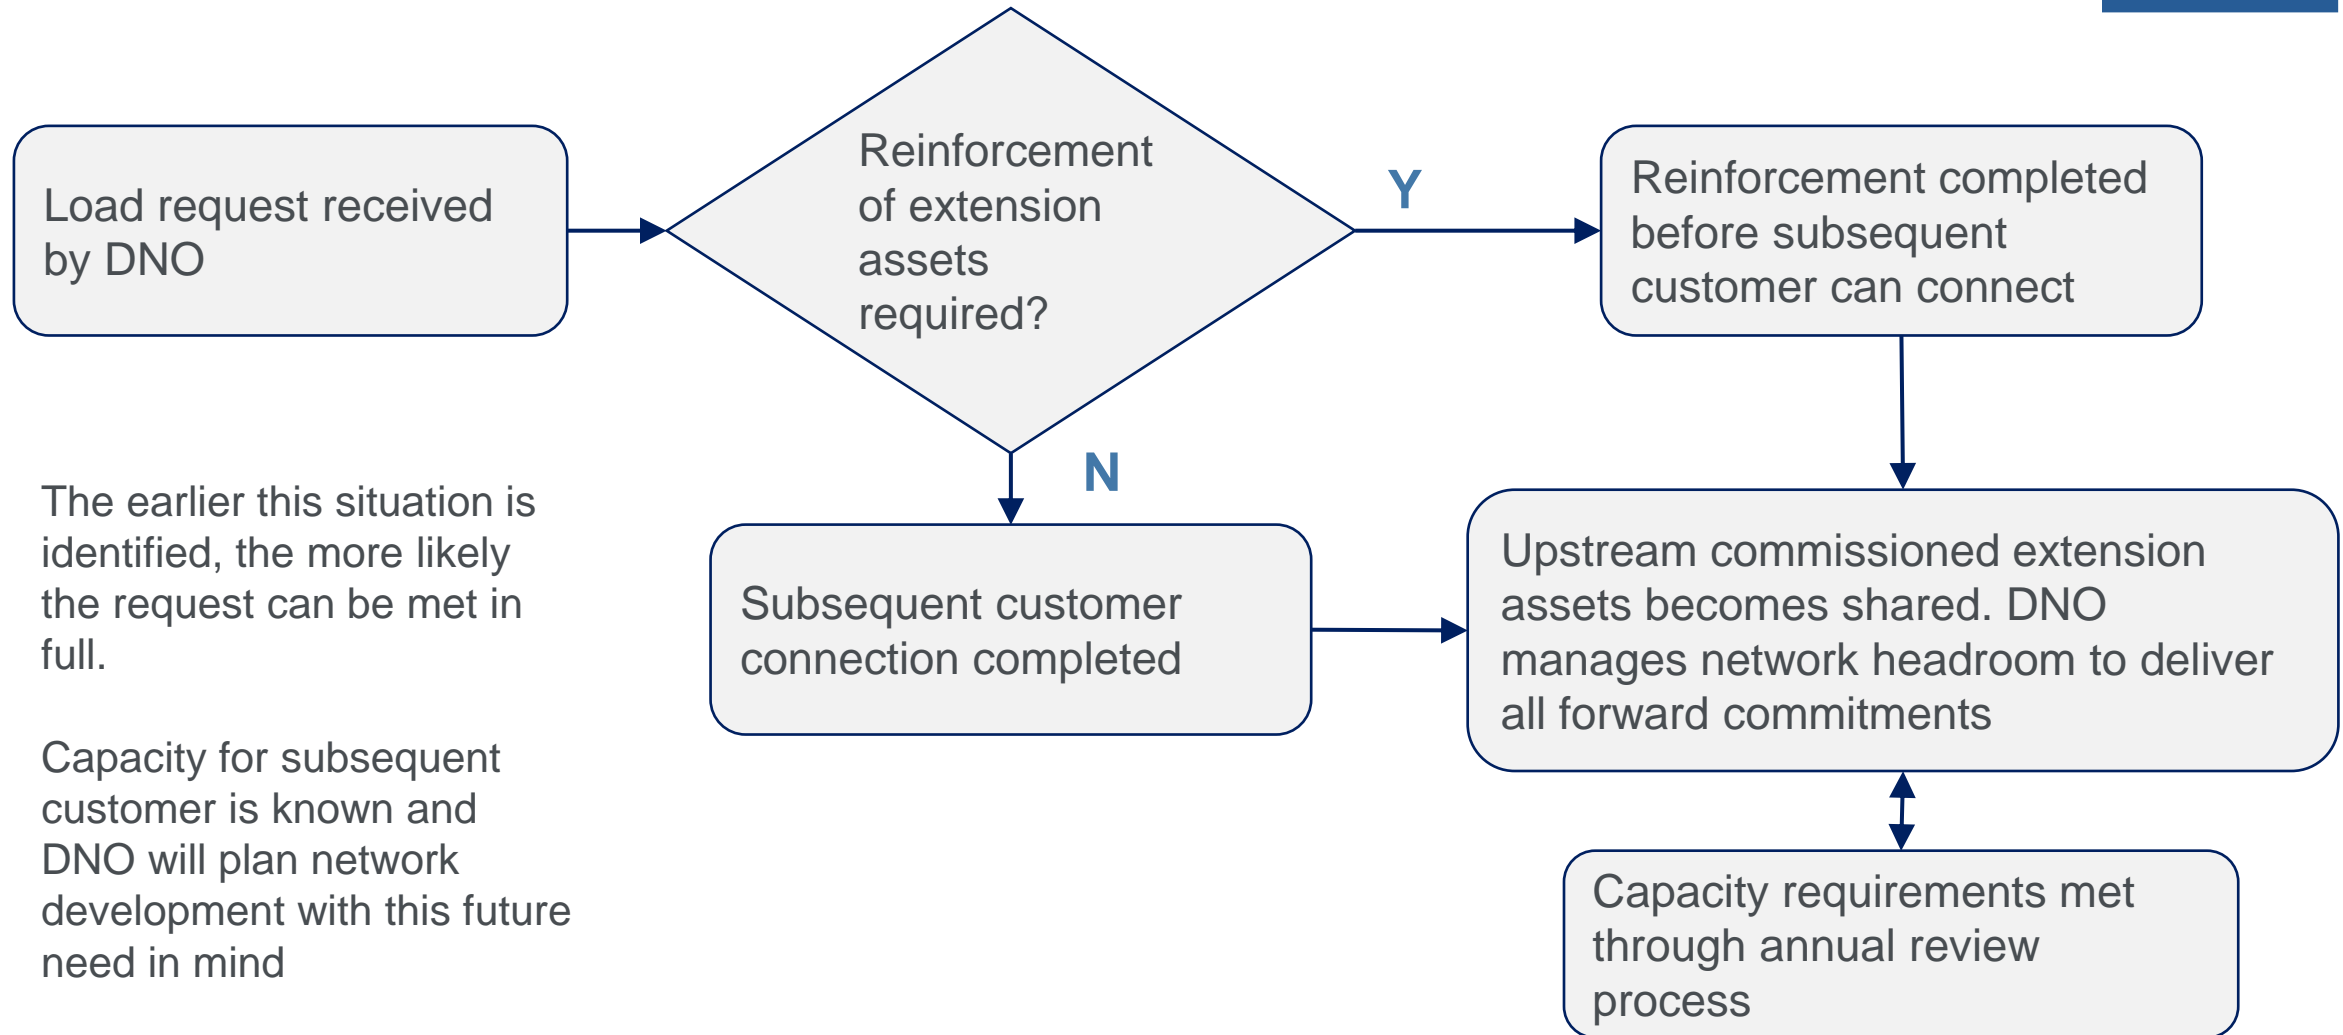 Load request received
by DNO
Reinforcement
of extension
assets
required?
Y
Reinforcement completed
before subsequent
customer can connect
N
The earlier this situation is
identified, the more likely
the request can be met in
full.
Capacity for subsequent
customer is known and
DNO will plan network
development with this future
need in mind
Subsequent customer
connection completed
Upstream commissioned extension
assets becomes shared. DNO
manages network headroom to deliver
all forward commitments
Capacity requirements met
through annual review
process